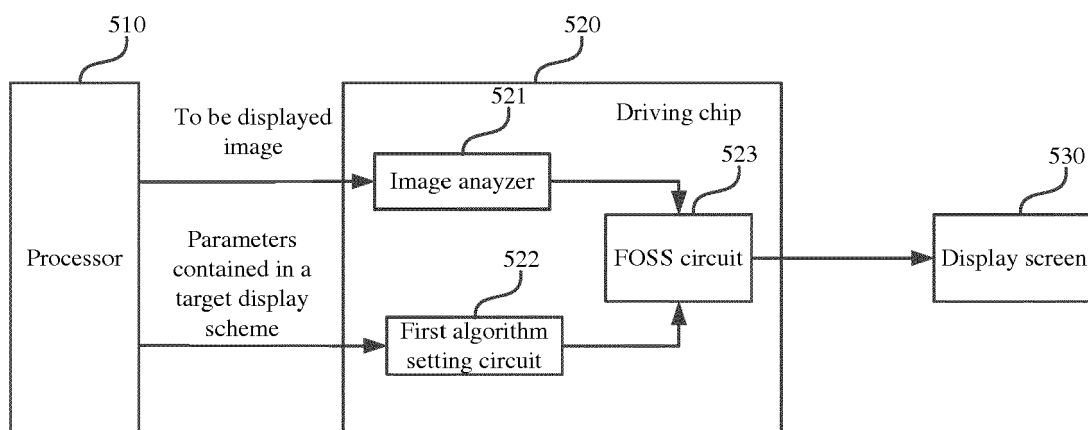 510
520
521
Driving chip
To be displayed
image
Image anayzer
523
530
Processor
Parameters
contained in a
target display
scheme
522
FOSS circuit
Display screen
First algorithm
setting circuit